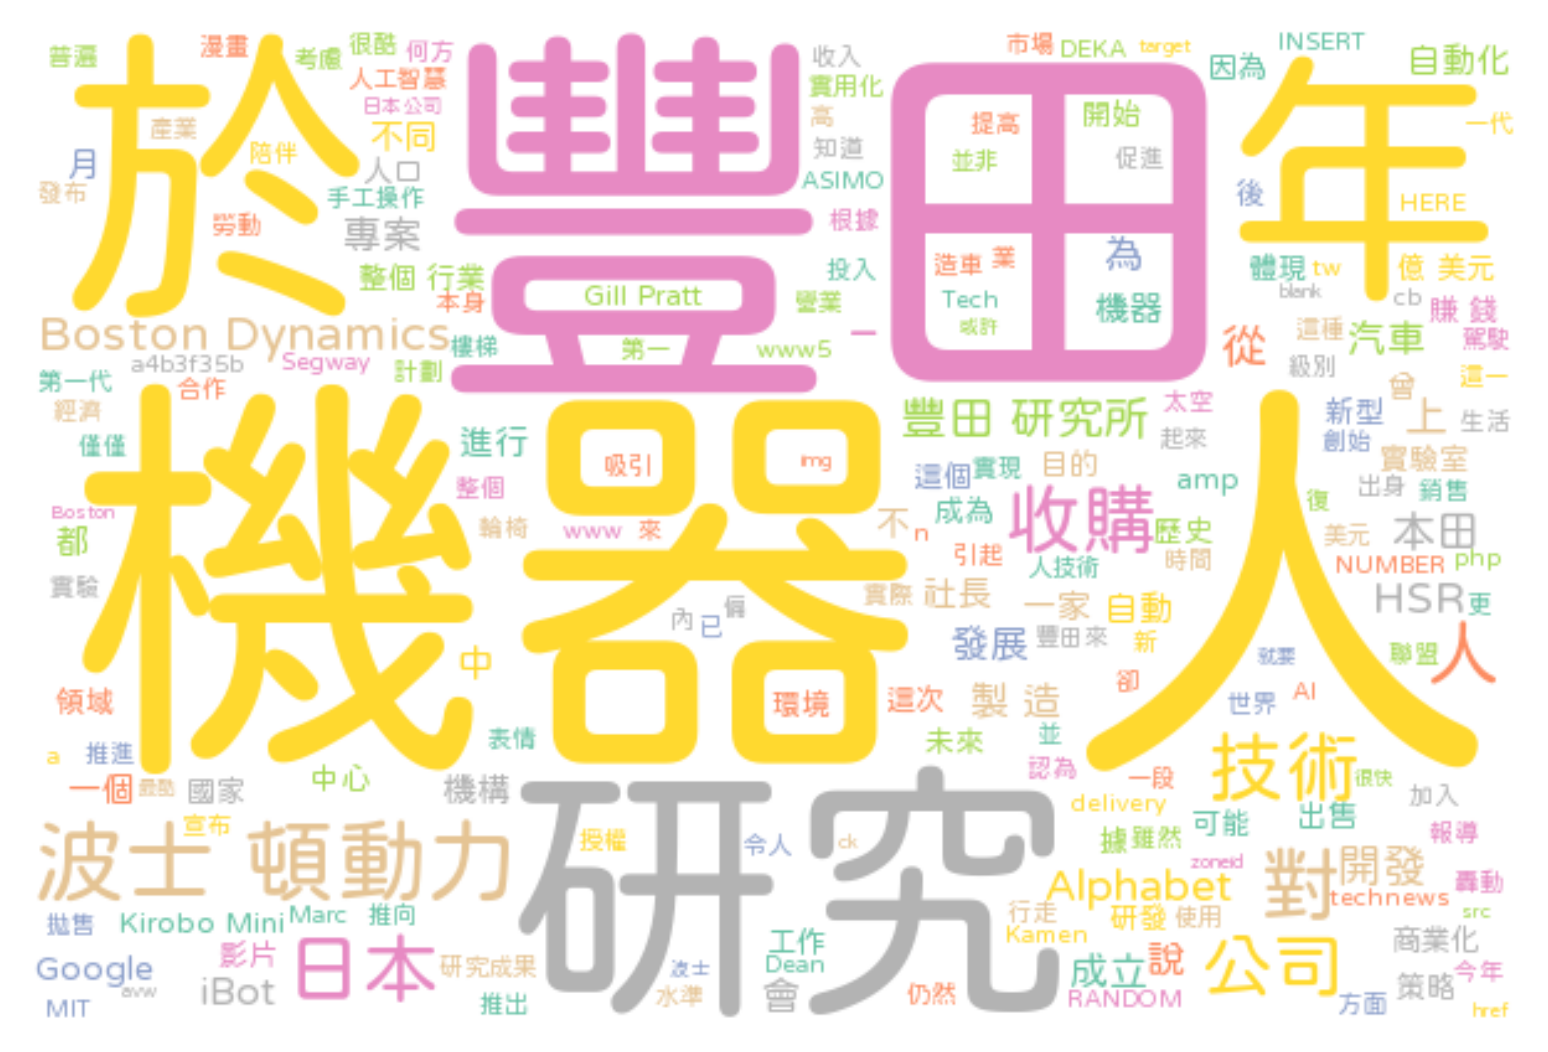 普遍 漫畫 考慮 很酷 何方
收入 市場 DEKA target INSERT
因為 自動化
人工智慧 實用化
日本公司 高
產業 不同 知道
於 豐田 年
提高 開始 一代
月 陪伴 人口 並非 促進
發布 手工操作 ASIMO 後 HERE
勞動 專案 根據
整個 行業 投入 造車 業 為 體現 tw 億 美元
本身 Gill Pratt 營業 Tech 機器 blank cb 賺 錢
Boston Dynamics 樓梯 第一 www5 一 或許 從 這種 汽車 駕駛
a4b3f35b Segway 計劃 級別
第一代 合作 會 這一
經濟 豐田 研究所 太空 新型 上 生活
僅僅 進行 起來 創始
機器人
吸引 img 這個 實現 目的 amp 實驗室
整個 收購 復 出身 銷售
Boston 輪椅 www 來 不 n 成為 歷史 美元 本田
都 引起 人技術 時間 NUMBER php
實驗 內 已 倆 實際 社長 一家 自動 HSR 更
中 發展 豐田來 新 就要 聯盟 人
領域 環境 這次 製 造 卻 世界 AI
a 推進 表情 未來 並
一個 最酷 國家 中心 機構 認為 一段 技術 很快
研究 delivery 加入
宣布 可能 出售
波士 頓動力 授權 令人 ck 據 雖然 報導
zoneid 對 開發
Alphabet technews 轟動
拋售 Kirobo Mini Marc 推向 行走 研發 使用 src
影片 日本 工作 Kamen 公司 商業化
Google avw iBot 研究成果 波士 Dean 成立 說 策略 今年
MIT 推出 水準 會 仍然 RANDOM 方面 href